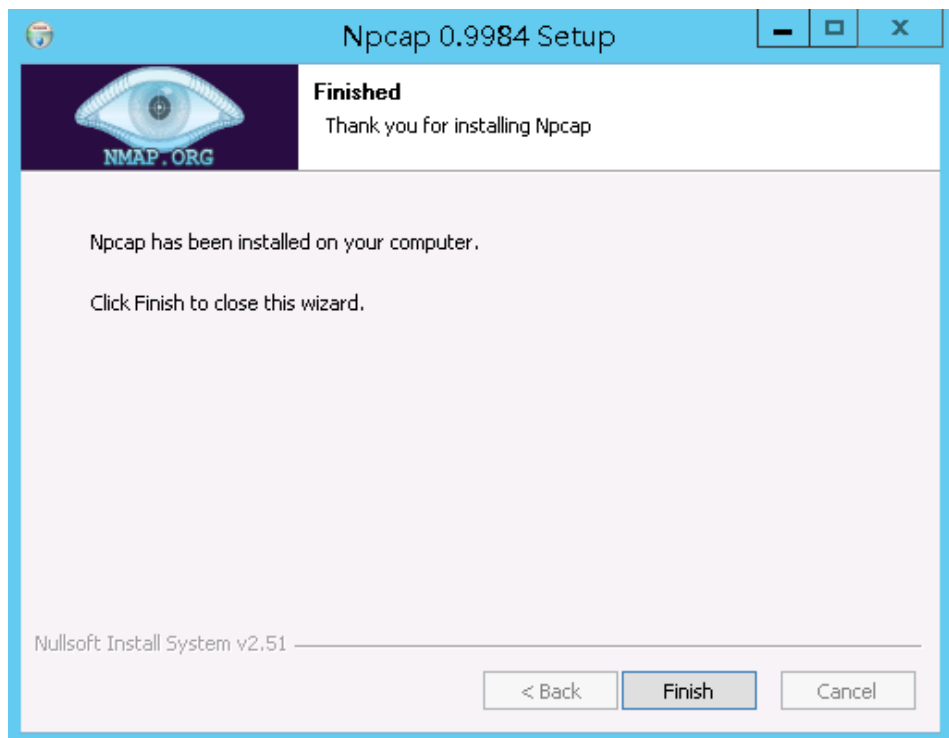 Npcap 0.9984 Setup
NMAP.ORG
Finished
Thank you for installing Npcap
Npcap has been installed on your computer.
Click Finish to close this wizard.
Nullsoft Install System v2.51
< Back
Finish
Cancel